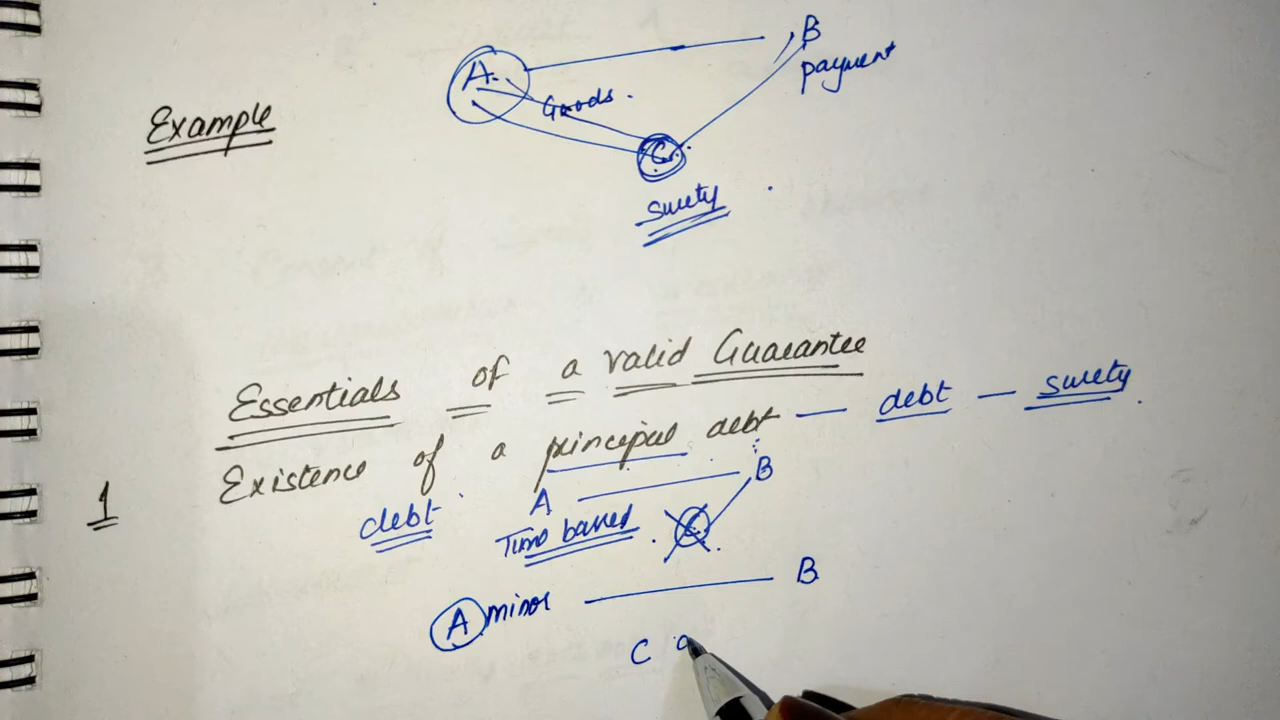 B
A.
payment
Goods.
Example
C
surety
Essentials of a valid Guarantee
Existence of a principal debt — debt — surety
1
debt A B
Time barred. C
A minor B
C